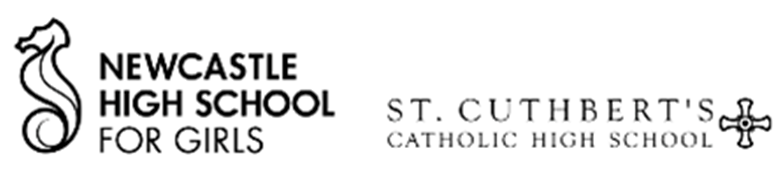 NEWCASTLE
HIGH SCHOOL
FOR GIRLS
ST. CUTHBERT'S
CATHOLIC HIGH SCHOOL